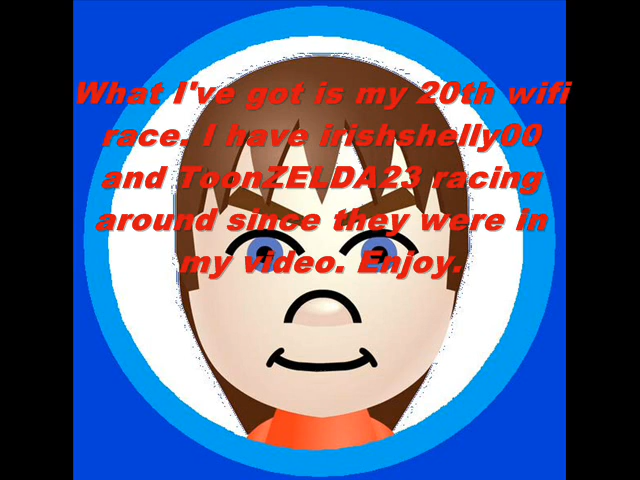 What I've got is my 20th wifi
race. I have irishshelly00
and ToonZELDA23 racing
around since they were in
my video. Enjoy.